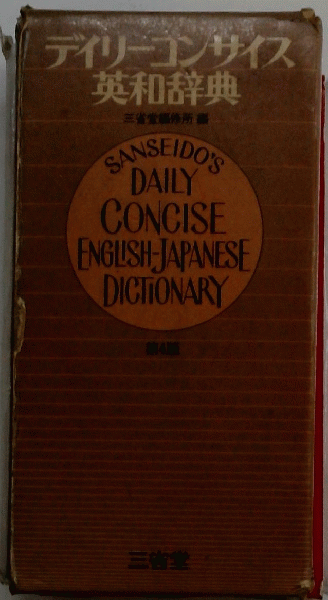 デイリーコンサイス
英和辞典
三省堂編修所 編
SANSEIDO'S
DAILY
CONCISE
ENGLISH-JAPANESE
DICTIONARY
第4版
三省堂